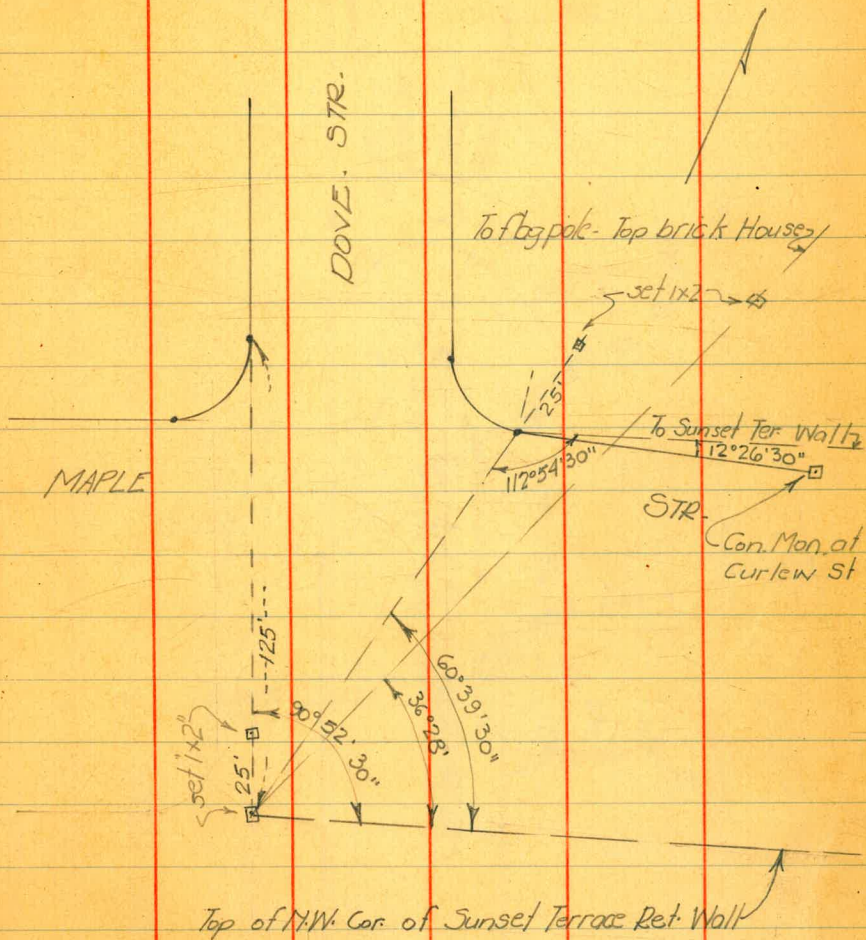 DOVE. STR.
To flagpole - Top brick House
set 1x2
25'
To Sunset Ter. Wall
12°26'30"
112°54'30"
MAPLE
STR.
Con. Mon. at
Curlew St
125'
60°39'30"
36°28'
90°52'30"
set 1x2"
25'
Top of N.W. Cor. of Sunset Terrace Ret. Wall